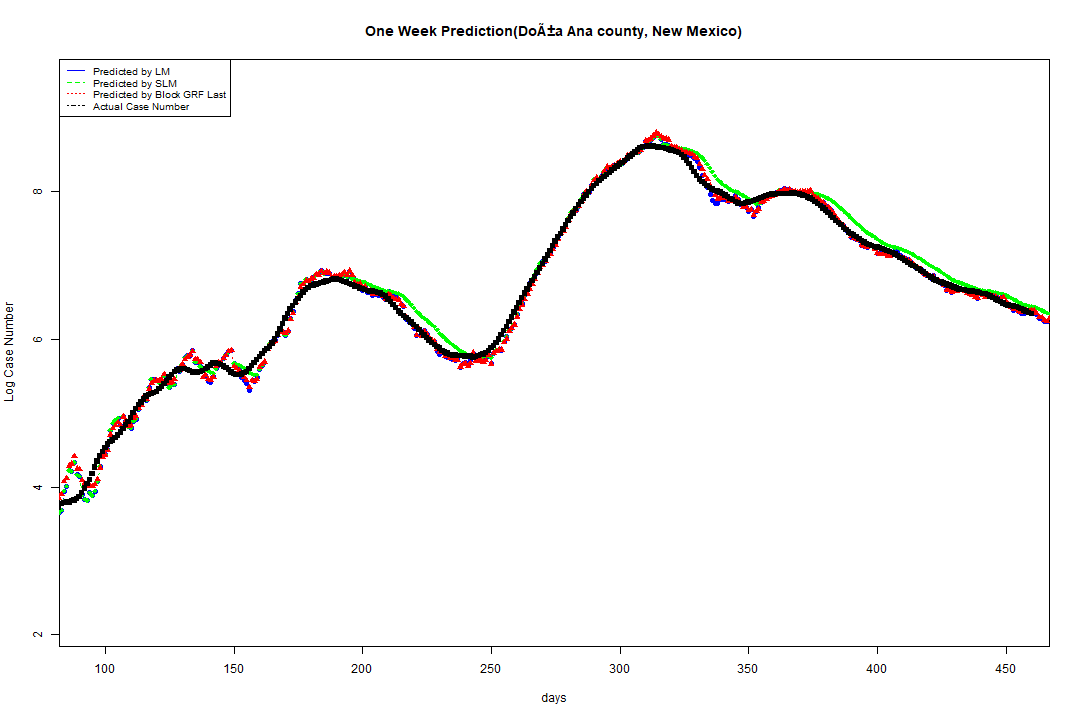 One Week Prediction(DoÃ±a Ana county, New Mexico)
Predicted by LM
Predicted by SLM
Predicted by Block GRF Last
Actual Case Number
Log Case Number
8
6
4
2
100 150 200 250 300 350 400 450
days